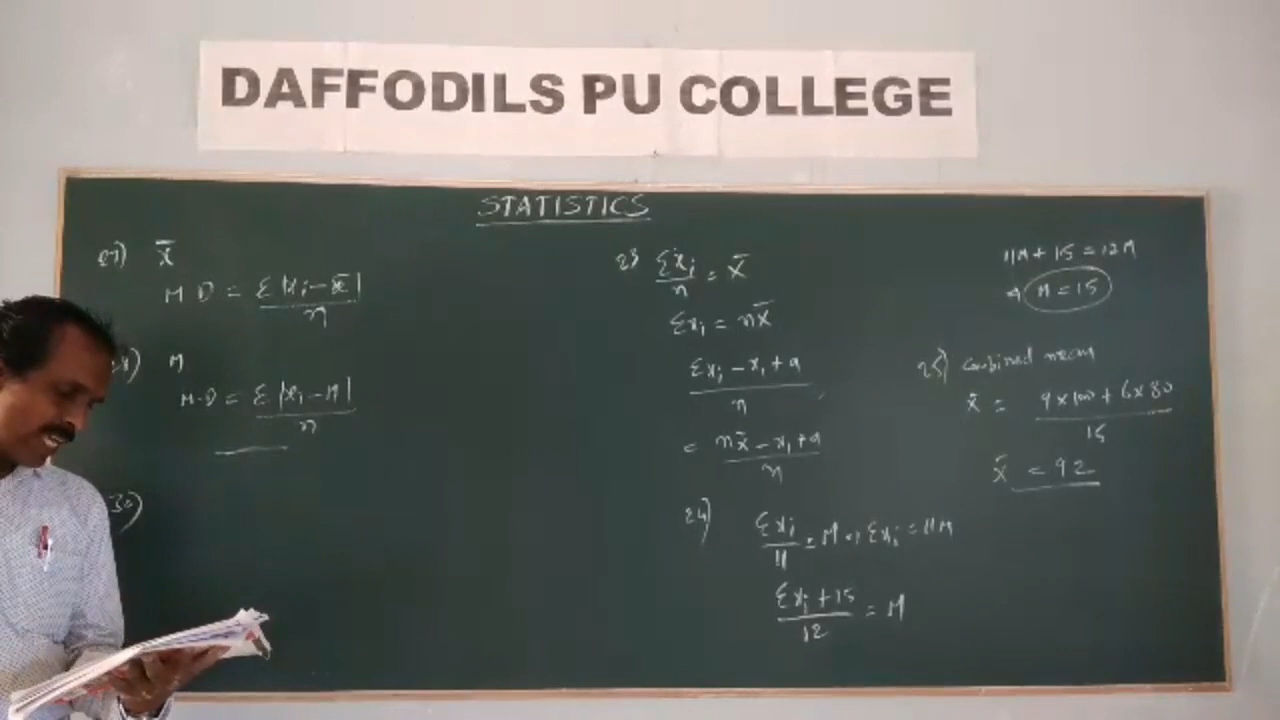 DAFFODILS PU COLLEGE
STATISTICS
27) x̄
M D = Σ|xᵢ - x̄| / n
M
M.D = Σ|xᵢ - M| / n
30)
23 Σxᵢ / n = x̄
Σxᵢ = nx̄
Σxᵢ - x₁ + a / n
= nx̄ - x₁ + a / n
24) Σxᵢ / 11 = M Σxᵢ = 11M
Σxᵢ + 15 / 12 = M
11M + 15 = 12M
M = 15
25) combined mean
x̄ = 9 x 100 + 6 x 80 / 15
x̄ = 92